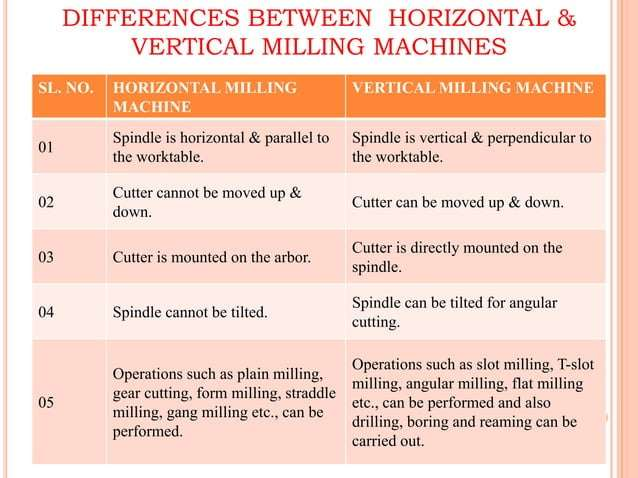 DIFFERENCES BETWEEN HORIZONTAL &
VERTICAL MILLING MACHINES
SL. NO.
HORIZONTAL MILLING
MACHINE
VERTICAL MILLING MACHINE
01
Spindle is horizontal & parallel to
the worktable.
Spindle is vertical & perpendicular to
the worktable.
02
Cutter cannot be moved up &
down.
Cutter can be moved up & down.
03
Cutter is mounted on the arbor.
Cutter is directly mounted on the
spindle.
04
Spindle cannot be tilted.
Spindle can be tilted for angular
cutting.
05
Operations such as plain milling,
gear cutting, form milling, straddle
milling, gang milling etc., can be
performed.
Operations such as slot milling, T-slot
milling, angular milling, flat milling
etc., can be performed and also
drilling, boring and reaming can be
carried out.